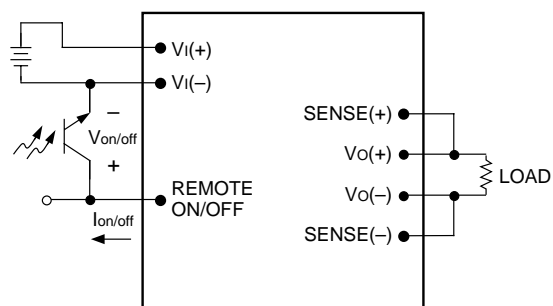 VI(+)
VI(–)
–
Von/off
+
REMOTE
ON/OFF
Ion/off
SENSE(+)
VO(+)
LOAD
VO(–)
SENSE(–)